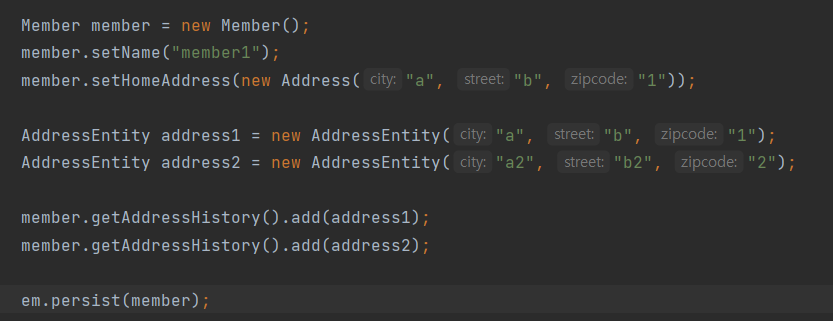 Member member = new Member();
member.setName("member1");
member.setHomeAddress(new Address( city: "a", street: "b", zipcode: "1"));
AddressEntity address1 = new AddressEntity( city: "a", street: "b", zipcode: "1");
AddressEntity address2 = new AddressEntity( city: "a2", street: "b2", zipcode: "2");
member.getAddressHistory().add(address1);
member.getAddressHistory().add(address2);
em.persist(member);